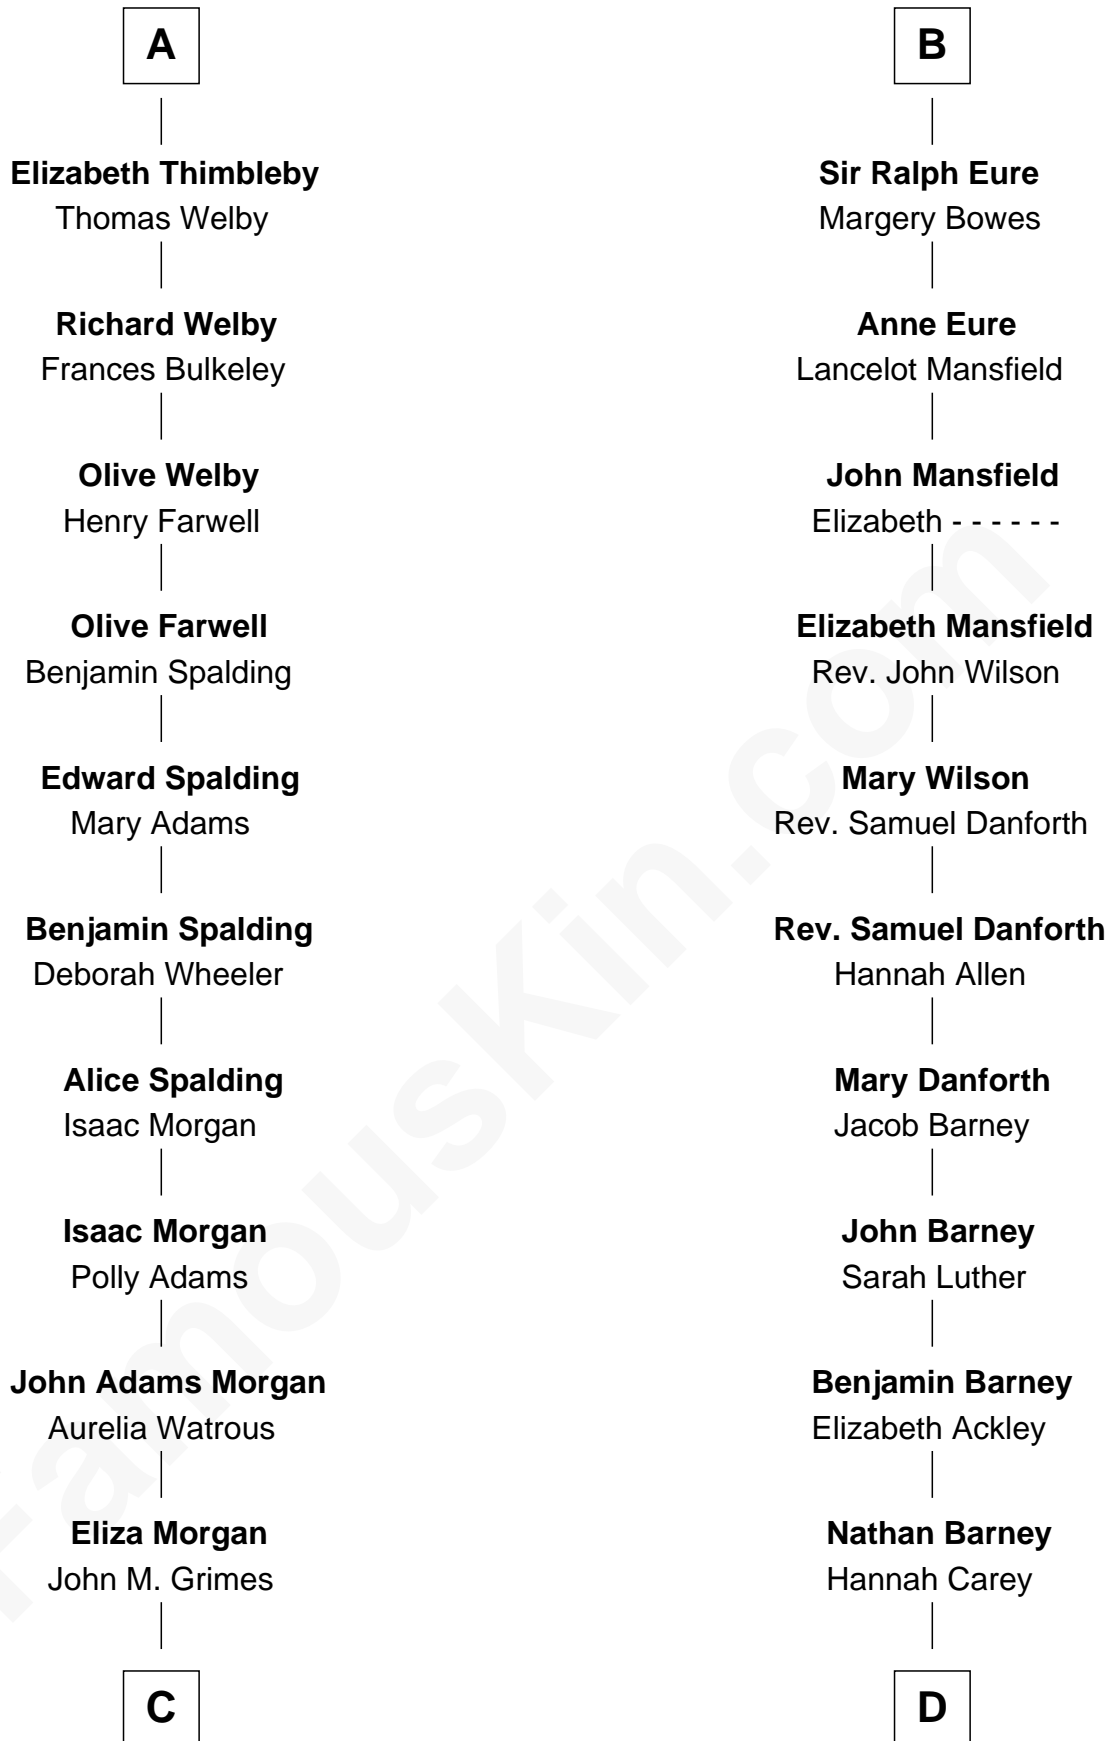 A
Elizabeth Thimbleby
Thomas Welby
Richard Welby
Frances Bulkeley
Olive Welby
Henry Farwell
Olive Farwell
Benjamin Spalding
Edward Spalding
Mary Adams
Benjamin Spalding
Deborah Wheeler
Alice Spalding
Isaac Morgan
Isaac Morgan
Polly Adams
John Adams Morgan
Aurelia Watrous
Eliza Morgan
John M. Grimes
C
B
Sir Ralph Eure
Margery Bowes
Anne Eure
Lancelot Mansfield
John Mansfield
Elizabeth - - - - - -
Elizabeth Mansfield
Rev. John Wilson
Mary Wilson
Rev. Samuel Danforth
Rev. Samuel Danforth
Hannah Allen
Mary Danforth
Jacob Barney
John Barney
Sarah Luther
Benjamin Barney
Elizabeth Ackley
Nathan Barney
Hannah Carey
D
FamousKin.com